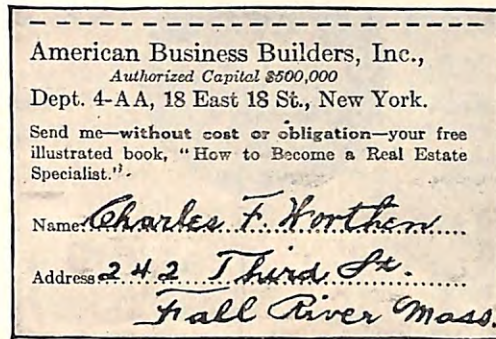 American Business Builders, Inc.,
Authorized Capital $500,000
Dept. 4-AA, 18 East 18 St., New York.
Send me—without cost or obligation—your free
illustrated book, "How to Become a Real Estate
Specialist."
Name: Charles F. Worthen
Address 242 Third St.
Fall River Mass.